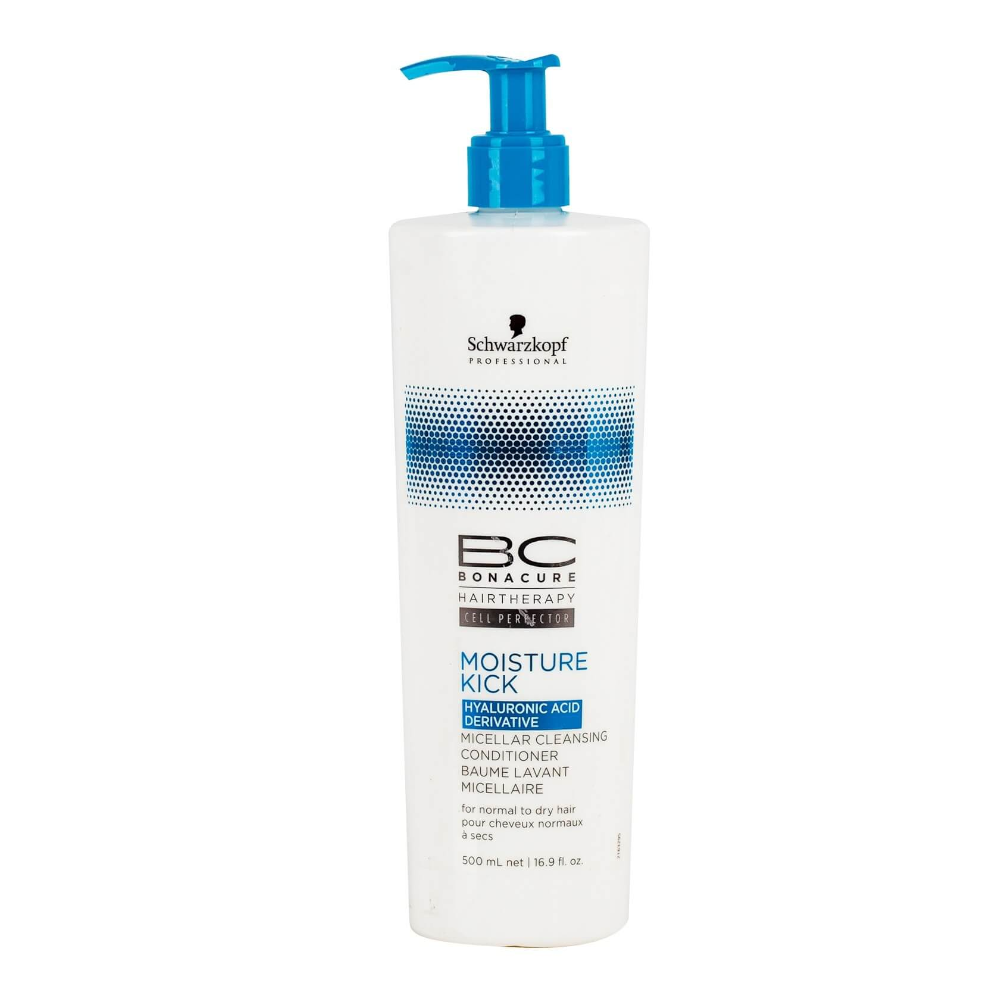 Schwarzkopf
PROFESSIONAL
BC
BONACURE
HAIRTHERAPY
CELL PERFECTOR
MOISTURE
KICK
HYALURONIC ACID
DERIVATIVE
MICELLAR CLEANSING
CONDITIONER
BAUME LAVANT
MICELLAIRE
for normal to dry hair
pour cheveux normaux
à secs
500 mL net | 16.9 fl. oz.